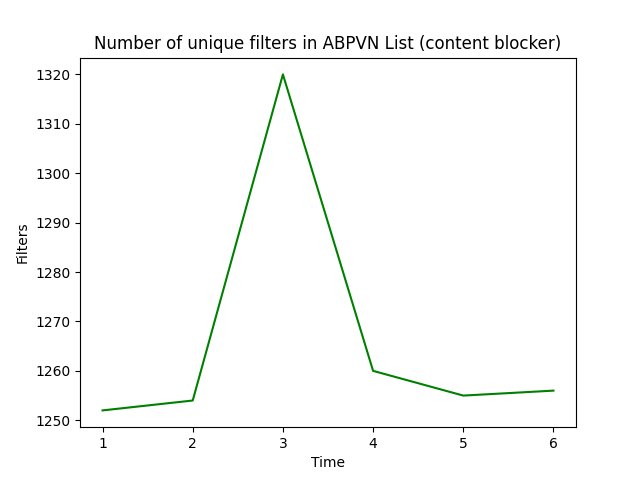 Number of unique filters in ABPVN List (content blocker)
1320
1310
1300
1290
1280
1270
1260
1250
Filters
1 2 3 4 5 6
Time